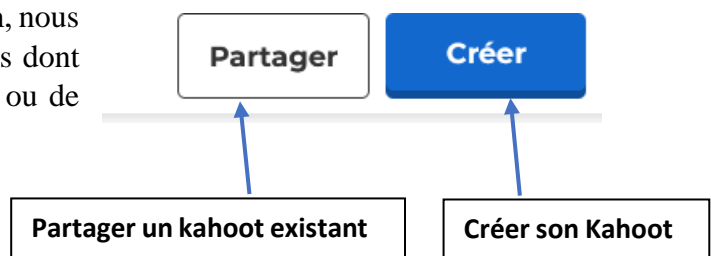 n, nous
s dont
ou de
Partager
Créer
Partager un kahoot existant
Créer son Kahoot